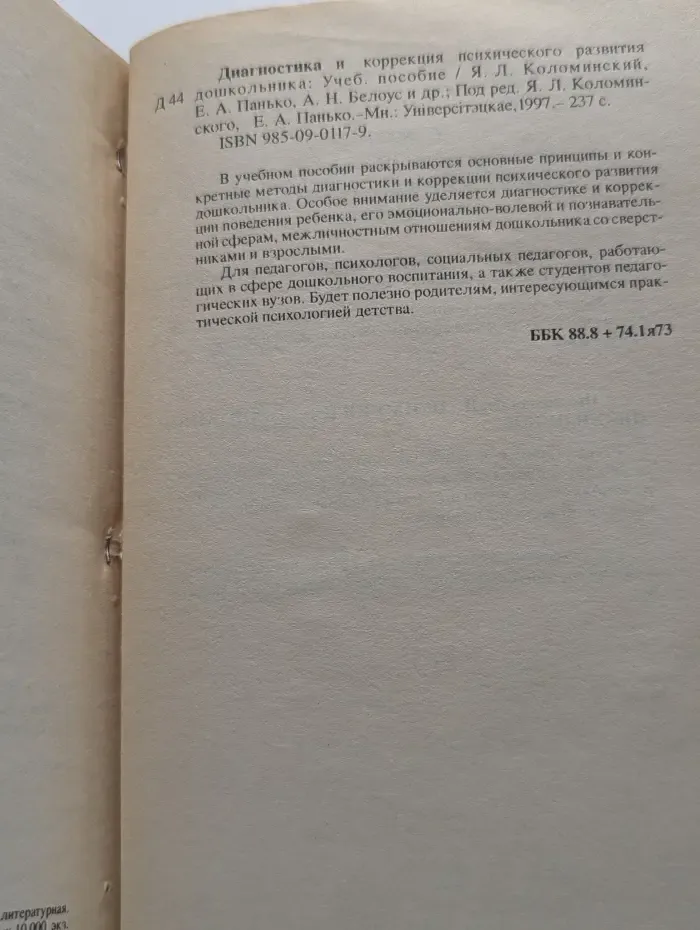 Диагностика и коррекция психического развития
Д 44 дошкольника: Учеб. пособие / Я. Л. Коломинский,
Е. А. Панько, А. Н. Белоус и др.; Под ред. Я. Л. Коломин-
ского, Е. А. Панько.–Мн.: Універсітэцкае, 1997.– 237 с.
ISBN 985-09-0117-9.
В учебном пособии раскрываются основные принципы и кон-
кретные методы диагностики и коррекции психического развития
дошкольника. Особое внимание уделяется диагностике и коррек-
ции поведения ребенка, его эмоционально-волевой и познаватель-
ной сферам, межличностным отношениям дошкольника со сверст-
никами и взрослыми.
Для педагогов, психологов, социальных педагогов, работаю-
щих в сфере дошкольного воспитания, а также студентов педаго-
гических вузов. Будет полезно родителям, интересующимся прак-
тической психологией детства.
ББК 88.8 + 74.1я73
литературная.
10 000 экз.